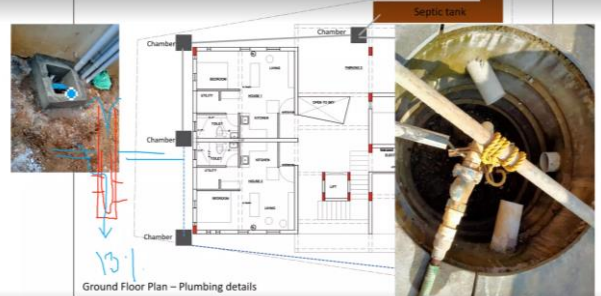 Septic tank
Chamber
Chamber
LIVING
BEDROOM
UTILITY
HOUSE-1
KITCHEN
OPEN TO SKY
TOILET
Chamber
TOILET
KITCHEN
UTILITY
HOUSE-2
LIFT
BEDROOM
LIVING
Chamber
13%
Ground Floor Plan – Plumbing details